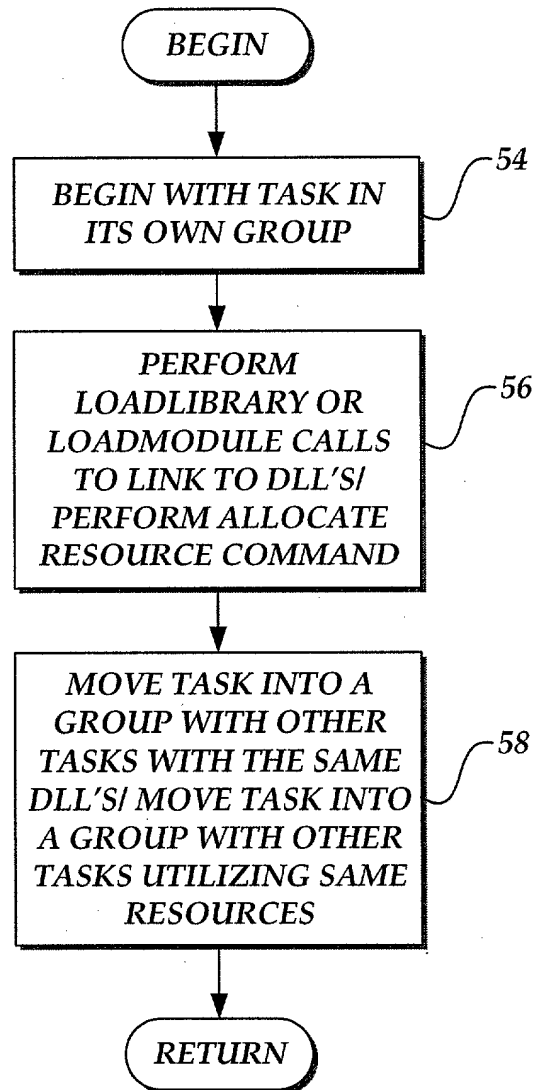 BEGIN
54
BEGIN WITH TASK IN
ITS OWN GROUP
56
PERFORM
LOADLIBRARY OR
LOADMODULE CALLS
TO LINK TO DLL'S/
PERFORM ALLOCATE
RESOURCE COMMAND
58
MOVE TASK INTO A
GROUP WITH OTHER
TASKS WITH THE SAME
DLL'S/ MOVE TASK INTO
A GROUP WITH OTHER
TASKS UTILIZING SAME
RESOURCES
RETURN